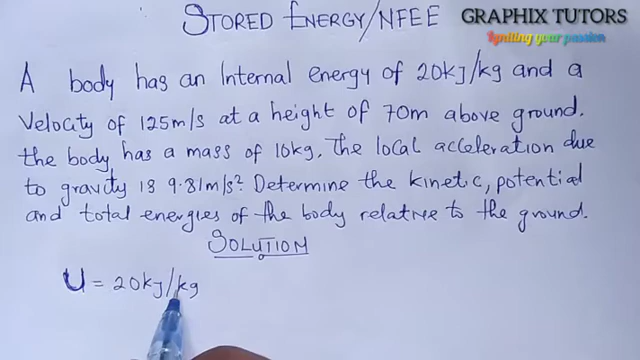 STORED ENERGY/NFEE
GRAPHIX TUTORS
Igniting your passion
A body has an Internal energy of 20kJ/kg and a
Velocity of 125m/s at a height of 70m above ground.
the body has a mass of 10kg. The local acceleration due
to gravity is 9.81m/s². Determine the kinetic, potential
and total energies of the body relative to the ground.
SOLUTION
U = 20kJ/kg